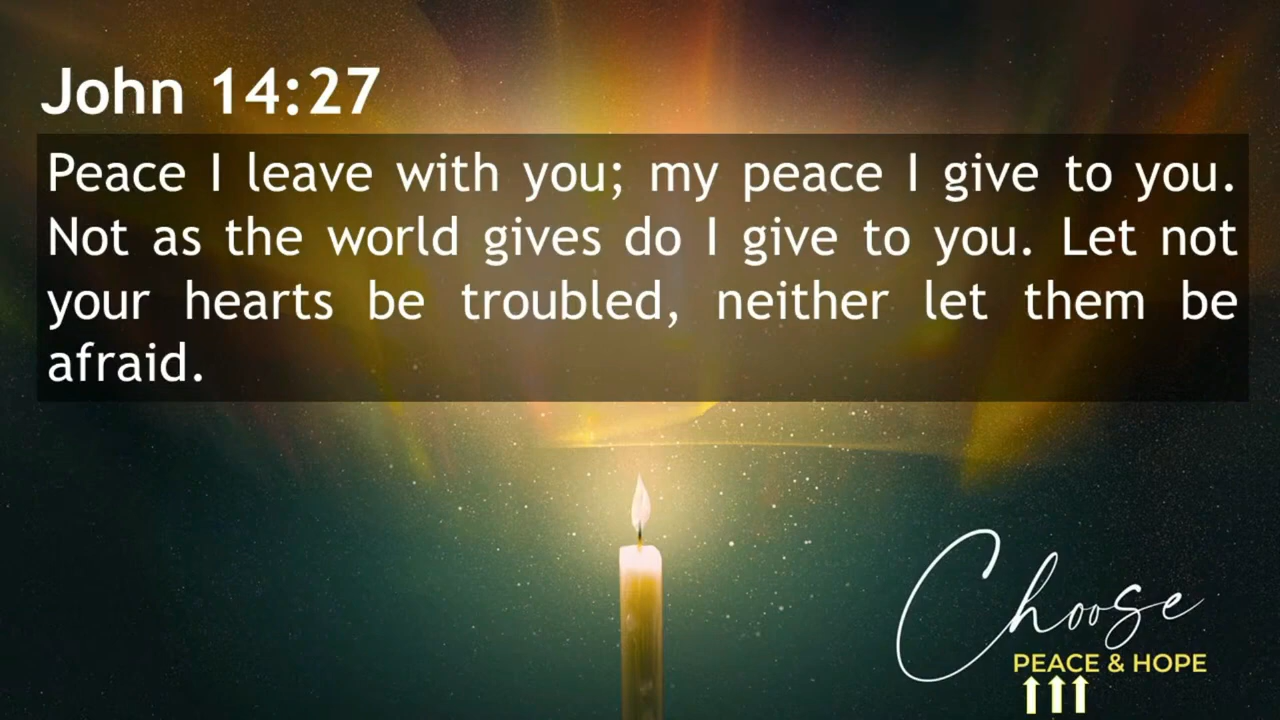 John 14:27
Peace I leave with you; my peace I give to you.
Not as the world gives do I give to you. Let not
your hearts be troubled, neither let them be
afraid.
Choose
PEACE & HOPE